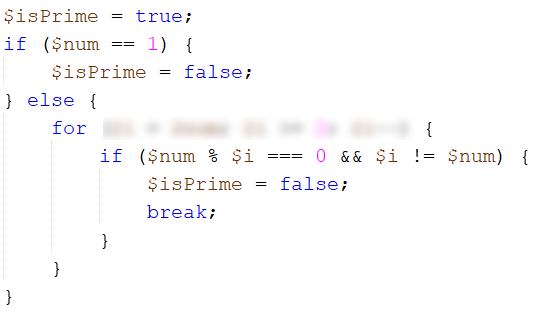 $isPrime = true;
if ($num == 1) {
    $isPrime = false;
} else {
    for {
        if ($num % $i === 0 && $i != $num) {
            $isPrime = false;
            break;
        }
    }
}